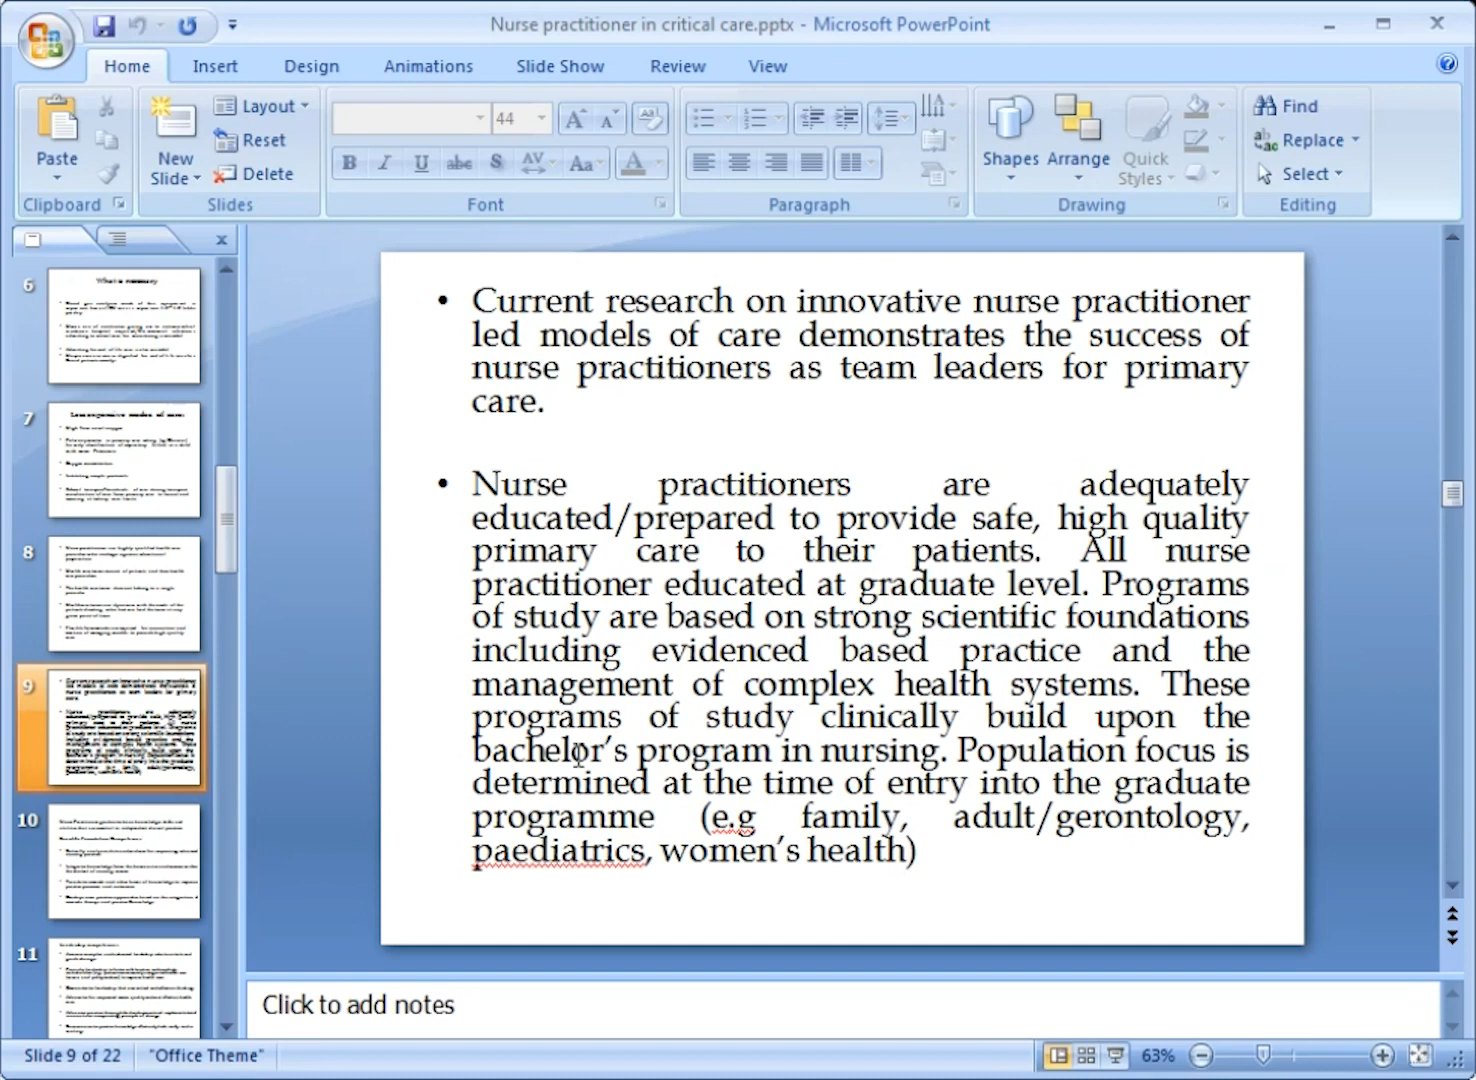 Nurse practitioner in critical care.pptx - Microsoft PowerPoint
Home Insert Design Animations Slide Show Review View
Paste
Clipboard
New Slide
Layout
Reset
Delete
Slides
44
B I U abc S AV Aa A
Font
Paragraph
Shapes
Arrange
Quick Styles
Drawing
Find
Replace
Select
Editing
6
7
8
9
10
11
• Current research on innovative nurse practitioner
led models of care demonstrates the success of
nurse practitioners as team leaders for primary
care.
• Nurse practitioners are adequately
educated/prepared to provide safe, high quality
primary care to their patients. All nurse
practitioner educated at graduate level. Programs
of study are based on strong scientific foundations
including evidenced based practice and the
management of complex health systems. These
programs of study clinically build upon the
bachelor's program in nursing. Population focus is
determined at the time of entry into the graduate
programme (e.g family, adult/gerontology,
paediatrics, women's health)
Click to add notes
Slide 9 of 22 "Office Theme" 63%